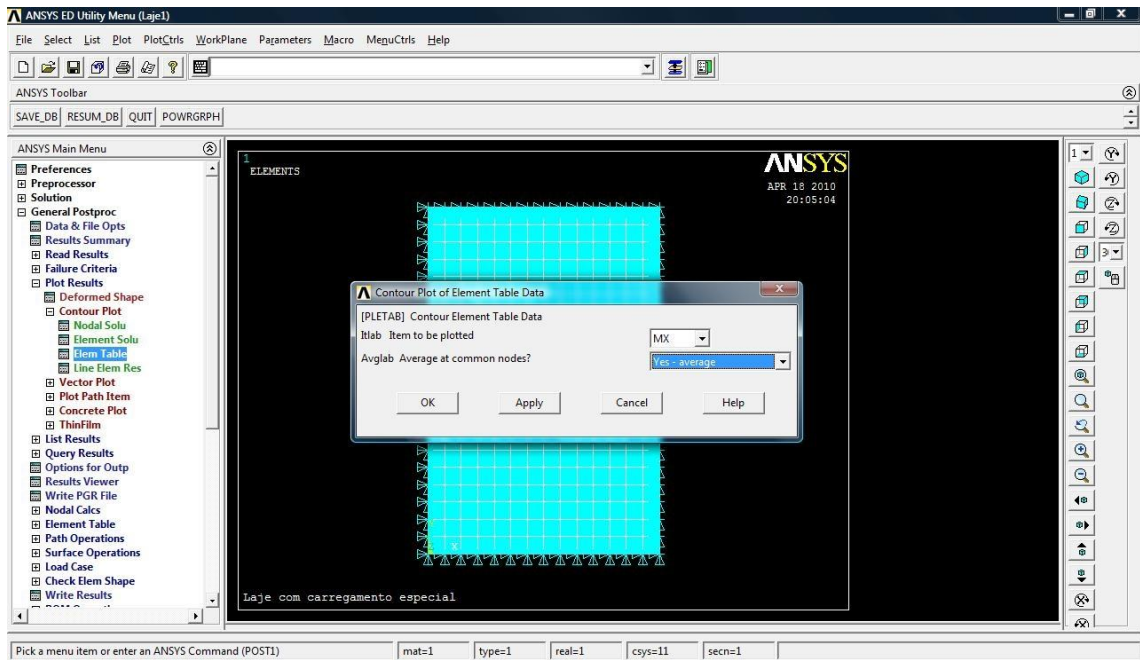 ANSYS ED Utility Menu (Laje1)
File Select List Plot PlotCtrls WorkPlane Parameters Macro MenuCtrls Help
ANSYS Toolbar
SAVE_DB RESUM_DB QUIT POWRGRPH
ANSYS Main Menu
Preferences
Preprocessor
Solution
General Postproc
Data & File Opts
Results Summary
Read Results
Failure Criteria
Plot Results
Deformed Shape
Contour Plot
Nodal Solu
Element Solu
Elem Table
Line Elem Res
Vector Plot
Plot Path Item
Concrete Plot
ThinFilm
List Results
Query Results
Options for Outp
Results Viewer
Write PGR File
Nodal Calcs
Element Table
Path Operations
Surface Operations
Load Case
Check Elem Shape
Write Results
1
ELEMENTS
ANSYS
APR 18 2010
20:05:04
Contour Plot of Element Table Data
[PLETAB] Contour Element Table Data
Itlab Item to be plotted MX
Avglab Average at common nodes? Yes - average
OK Apply Cancel Help
X
Laje com carregamento especial
1
Pick a menu item or enter an ANSYS Command (POST1) mat=1 type=1 real=1 csys=11 secn=1